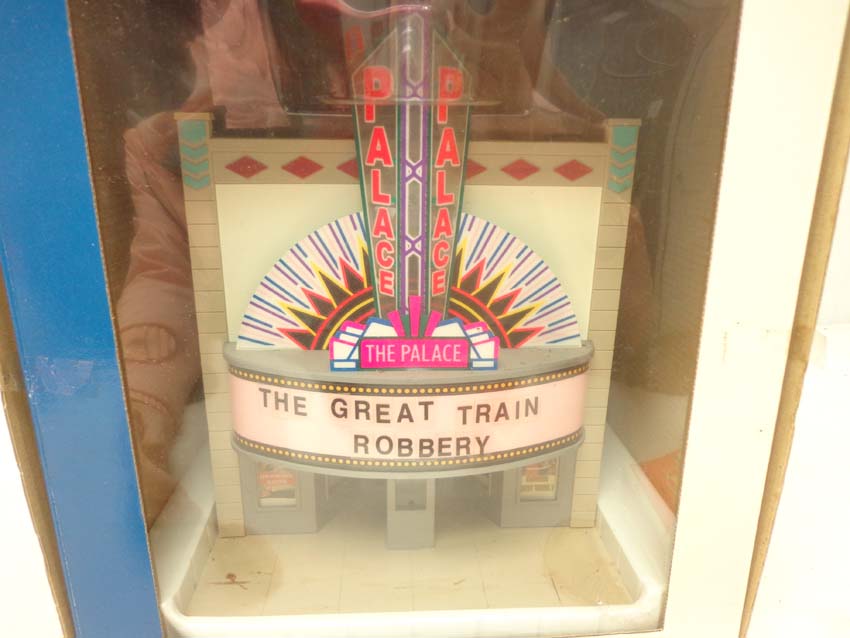 PALACE
PALACE
THE PALACE
THE GREAT TRAIN
ROBBERY